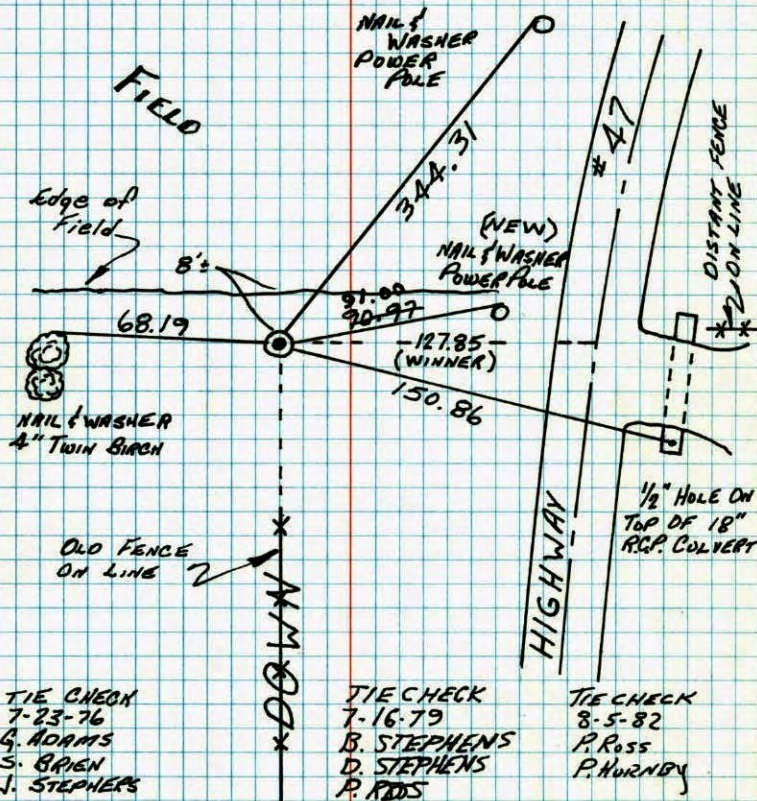 NAIL &
WASHER
POWER
POLE
FIELD
344.31
# 47
DISTANT FENCE
ON LINE
Edge of
Field
8'±
(NEW)
NAIL & WASHER
POWER POLE
91.00
90.97
68.19
127.85
(WINNER)
150.86
NAIL & WASHER
4" TWIN BIRCH
1/2" HOLE ON
TOP OF 18"
R.C.P. CULVERT
OLD FENCE
ON LINE
DOWN
HIGHWAY
TIE CHECK
7-23-76
G. ADAMS
S. BRIEN
J. STEPHENS
TIE CHECK
7-16-79
B. STEPHENS
D. STEPHENS
P.
TIE CHECK
8-5-82
P. ROSS
P. HORNBY